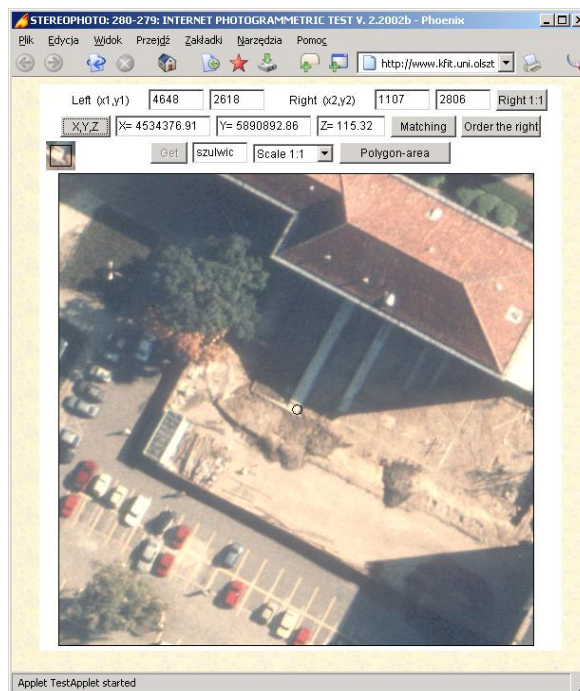 STEREOPHOTO: 280-279: INTERNET PHOTOGRAMMETRIC TEST V. 2.2002b - Phoenix
Plik Edycja Widok Przejdź Zakładki Narzędzia Pomoc
http://www.kfit.uni.olszt
Left (x1,y1) 4648 2618 Right (x2,y2) 1107 2806 Right 1:1
X,Y,Z X= 4534376.91 Y= 5890892.86 Z= 115.32 Matching Order the right
Get szulwic Scale 1:1 Polygon-area
Applet TestApplet started